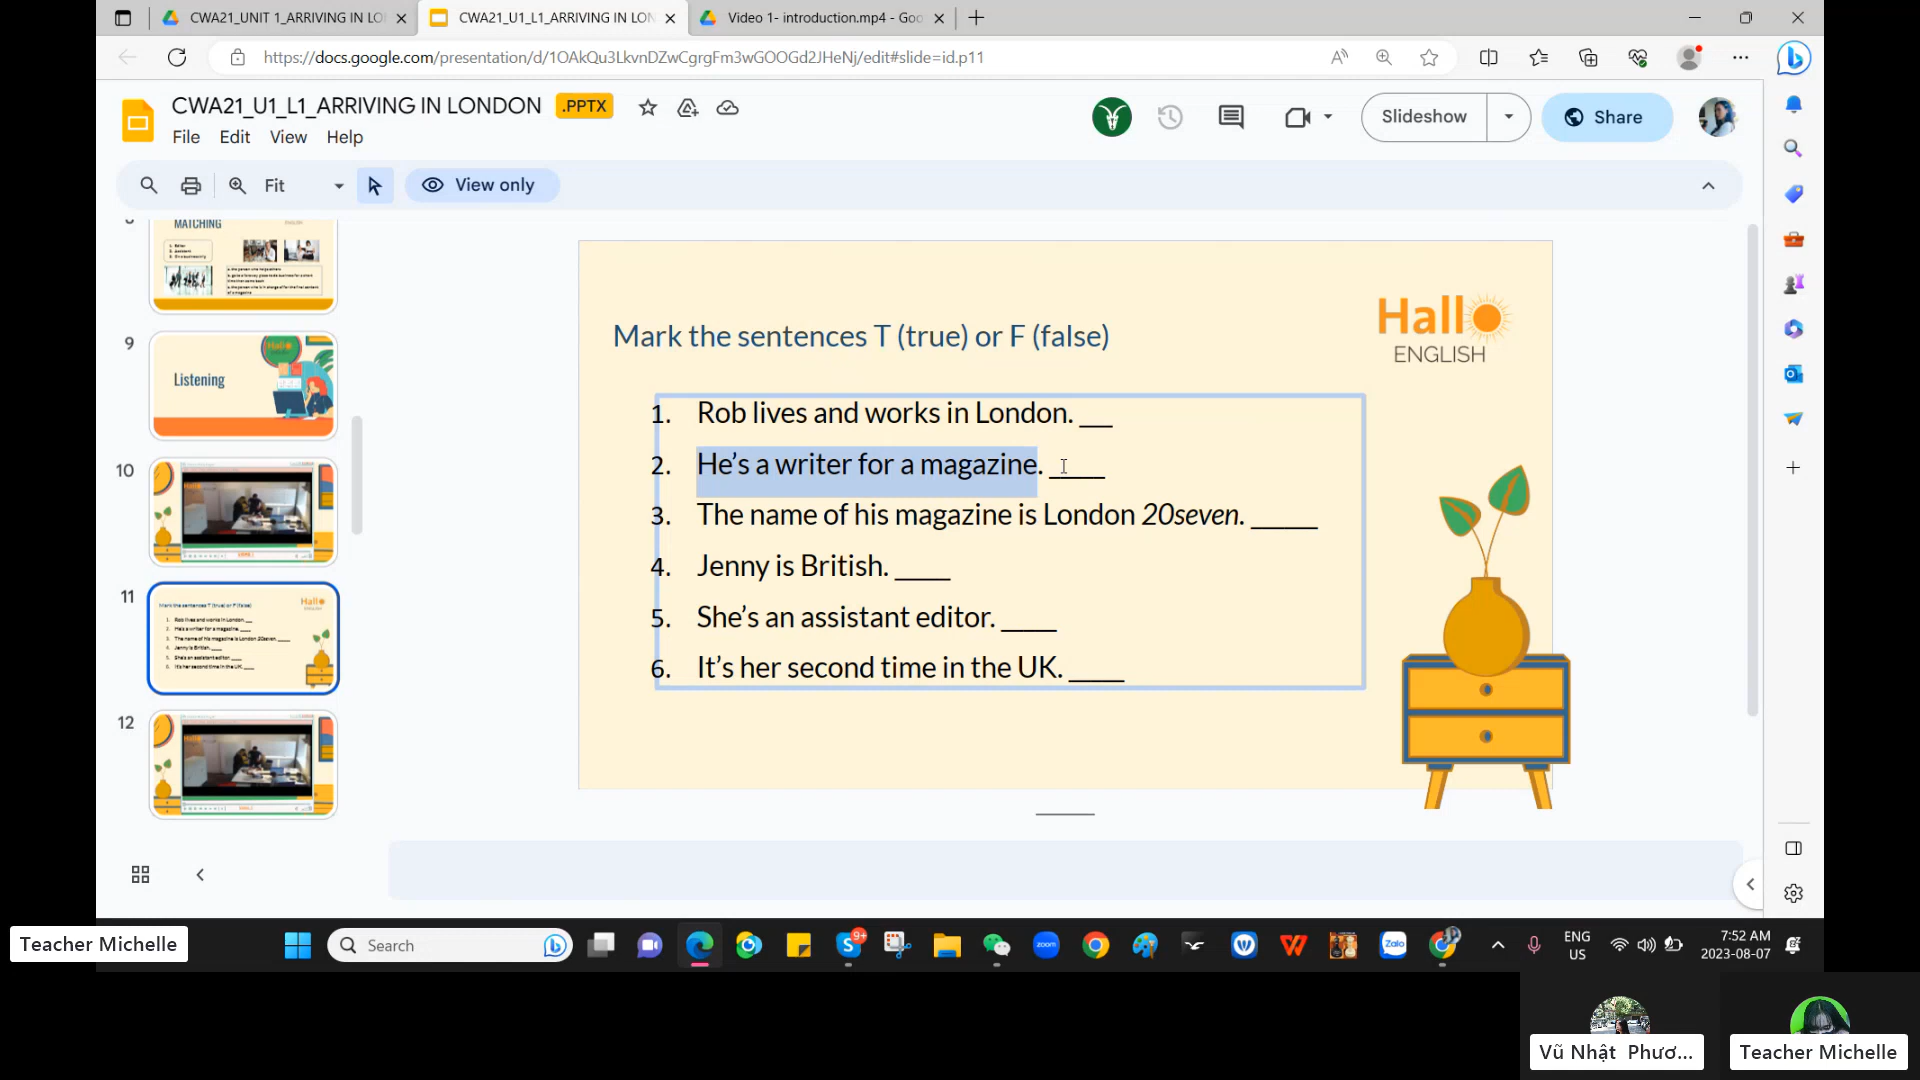 CWA21_UNIT 1_ARRIVING IN LO
CWA21_U1_L1_ARRIVING IN LON
Video 1- introduction.mp4 - Goo
https://docs.google.com/presentation/d/1OAkQu3LkvnDZwCgrgFm3wGOOGd2JHeNj/edit#slide=id.p11
CWA21_U1_L1_ARRIVING IN LONDON .PPTX
File Edit View Help
Slideshow
Share
Fit
View only
MATCHING
9
Listening
10
11
12
Mark the sentences T (true) or F (false)
Hallo
ENGLISH
1. Rob lives and works in London. __
2. He’s a writer for a magazine. ____
3. The name of his magazine is London 20seven. _____
4. Jenny is British. ____
5. She’s an assistant editor. ____
6. It’s her second time in the UK. ____
Teacher Michelle
Search
9+
zoom
Zalo
ENG
US
7:52 AM
2023-08-07
Vũ Nhật Phươ...
Teacher Michelle